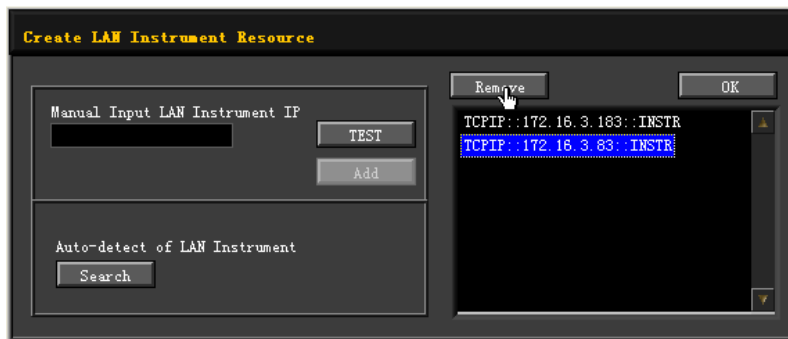 Create LAN Instrument Resource
Manual Input LAN Instrument IP
TEST
Add
Auto-detect of LAN Instrument
Search
Remove
OK
TCPIP::172.16.3.183::INSTR
TCPIP::172.16.3.83::INSTR